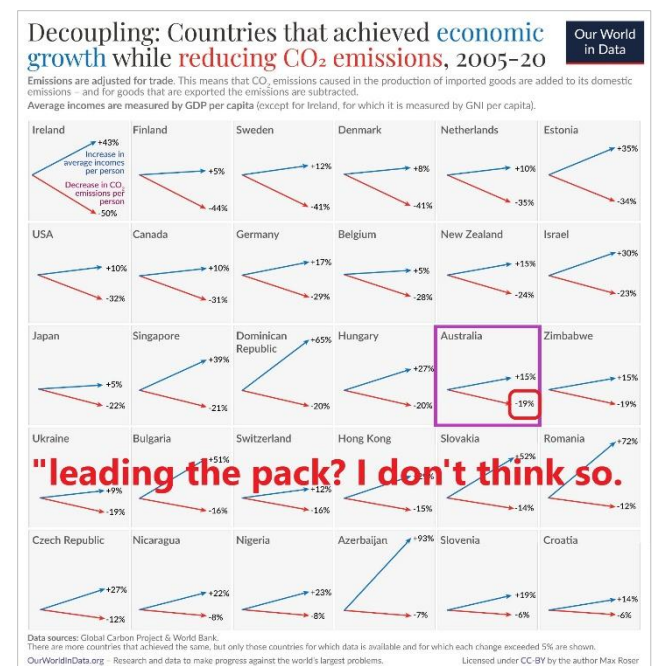 Decoupling: Countries that achieved economic
growth while reducing CO₂ emissions, 2005-20
Our World
in Data
Emissions are adjusted for trade. This means that CO₂ emissions caused in the production of imported goods are added to its domestic
emissions – and for goods that are exported the emissions are subtracted.
Average incomes are measured by GDP per capita (except for Ireland, for which it is measured by GNI per capita).
Ireland
+43%
Increase in
average incomes
per person
Decrease in CO₂
emissions per
person
-50%
Finland
+5%
-44%
Sweden
+12%
-41%
Denmark
+8%
-41%
Netherlands
+10%
-35%
Estonia
+35%
-34%
USA
+10%
-32%
Canada
+10%
-31%
Germany
+17%
-29%
Belgium
+5%
-28%
New Zealand
+15%
-24%
Israel
+30%
-23%
Japan
+5%
-22%
Singapore
+39%
-21%
Dominican
Republic
+65%
-20%
Hungary
+27%
-20%
Australia
+15%
-19%
Zimbabwe
+15%
-19%
"leading the pack? I don't think so.
Ukraine
+9%
-19%
Bulgaria
+51%
-16%
Switzerland
+12%
-16%
Hong Kong
-15%
Slovakia
+52%
-14%
Romania
+72%
-12%
Czech Republic
+27%
-12%
Nicaragua
+22%
-8%
Nigeria
+23%
-8%
Azerbaijan
+93%
-7%
Slovenia
+19%
-6%
Croatia
+14%
-6%
Data sources: Global Carbon Project & World Bank.
There are more countries that achieved the same, but only those countries for which data is available and for which each change exceeded 5% are shown.
OurWorldInData.org – Research and data to make progress against the world's largest problems.
Licensed under CC-BY by the author Max Roser